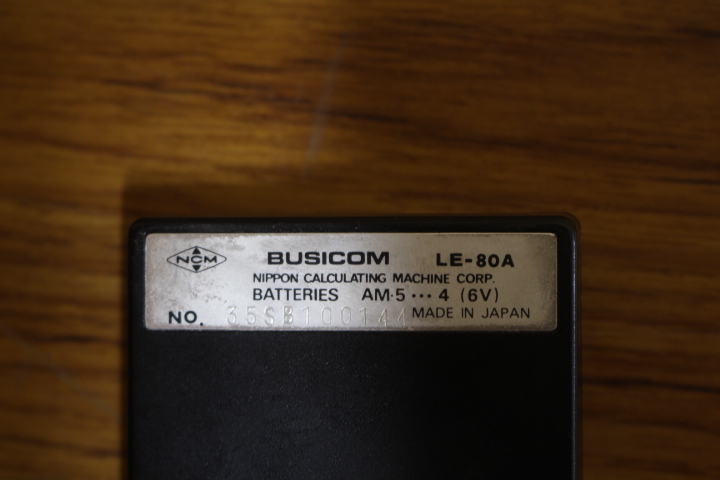 NCM BUSICOM LE-80A
NIPPON CALCULATING MACHINE CORP.
BATTERIES AM·5 ··· 4 (6V)
NO. 35SB100144 MADE IN JAPAN